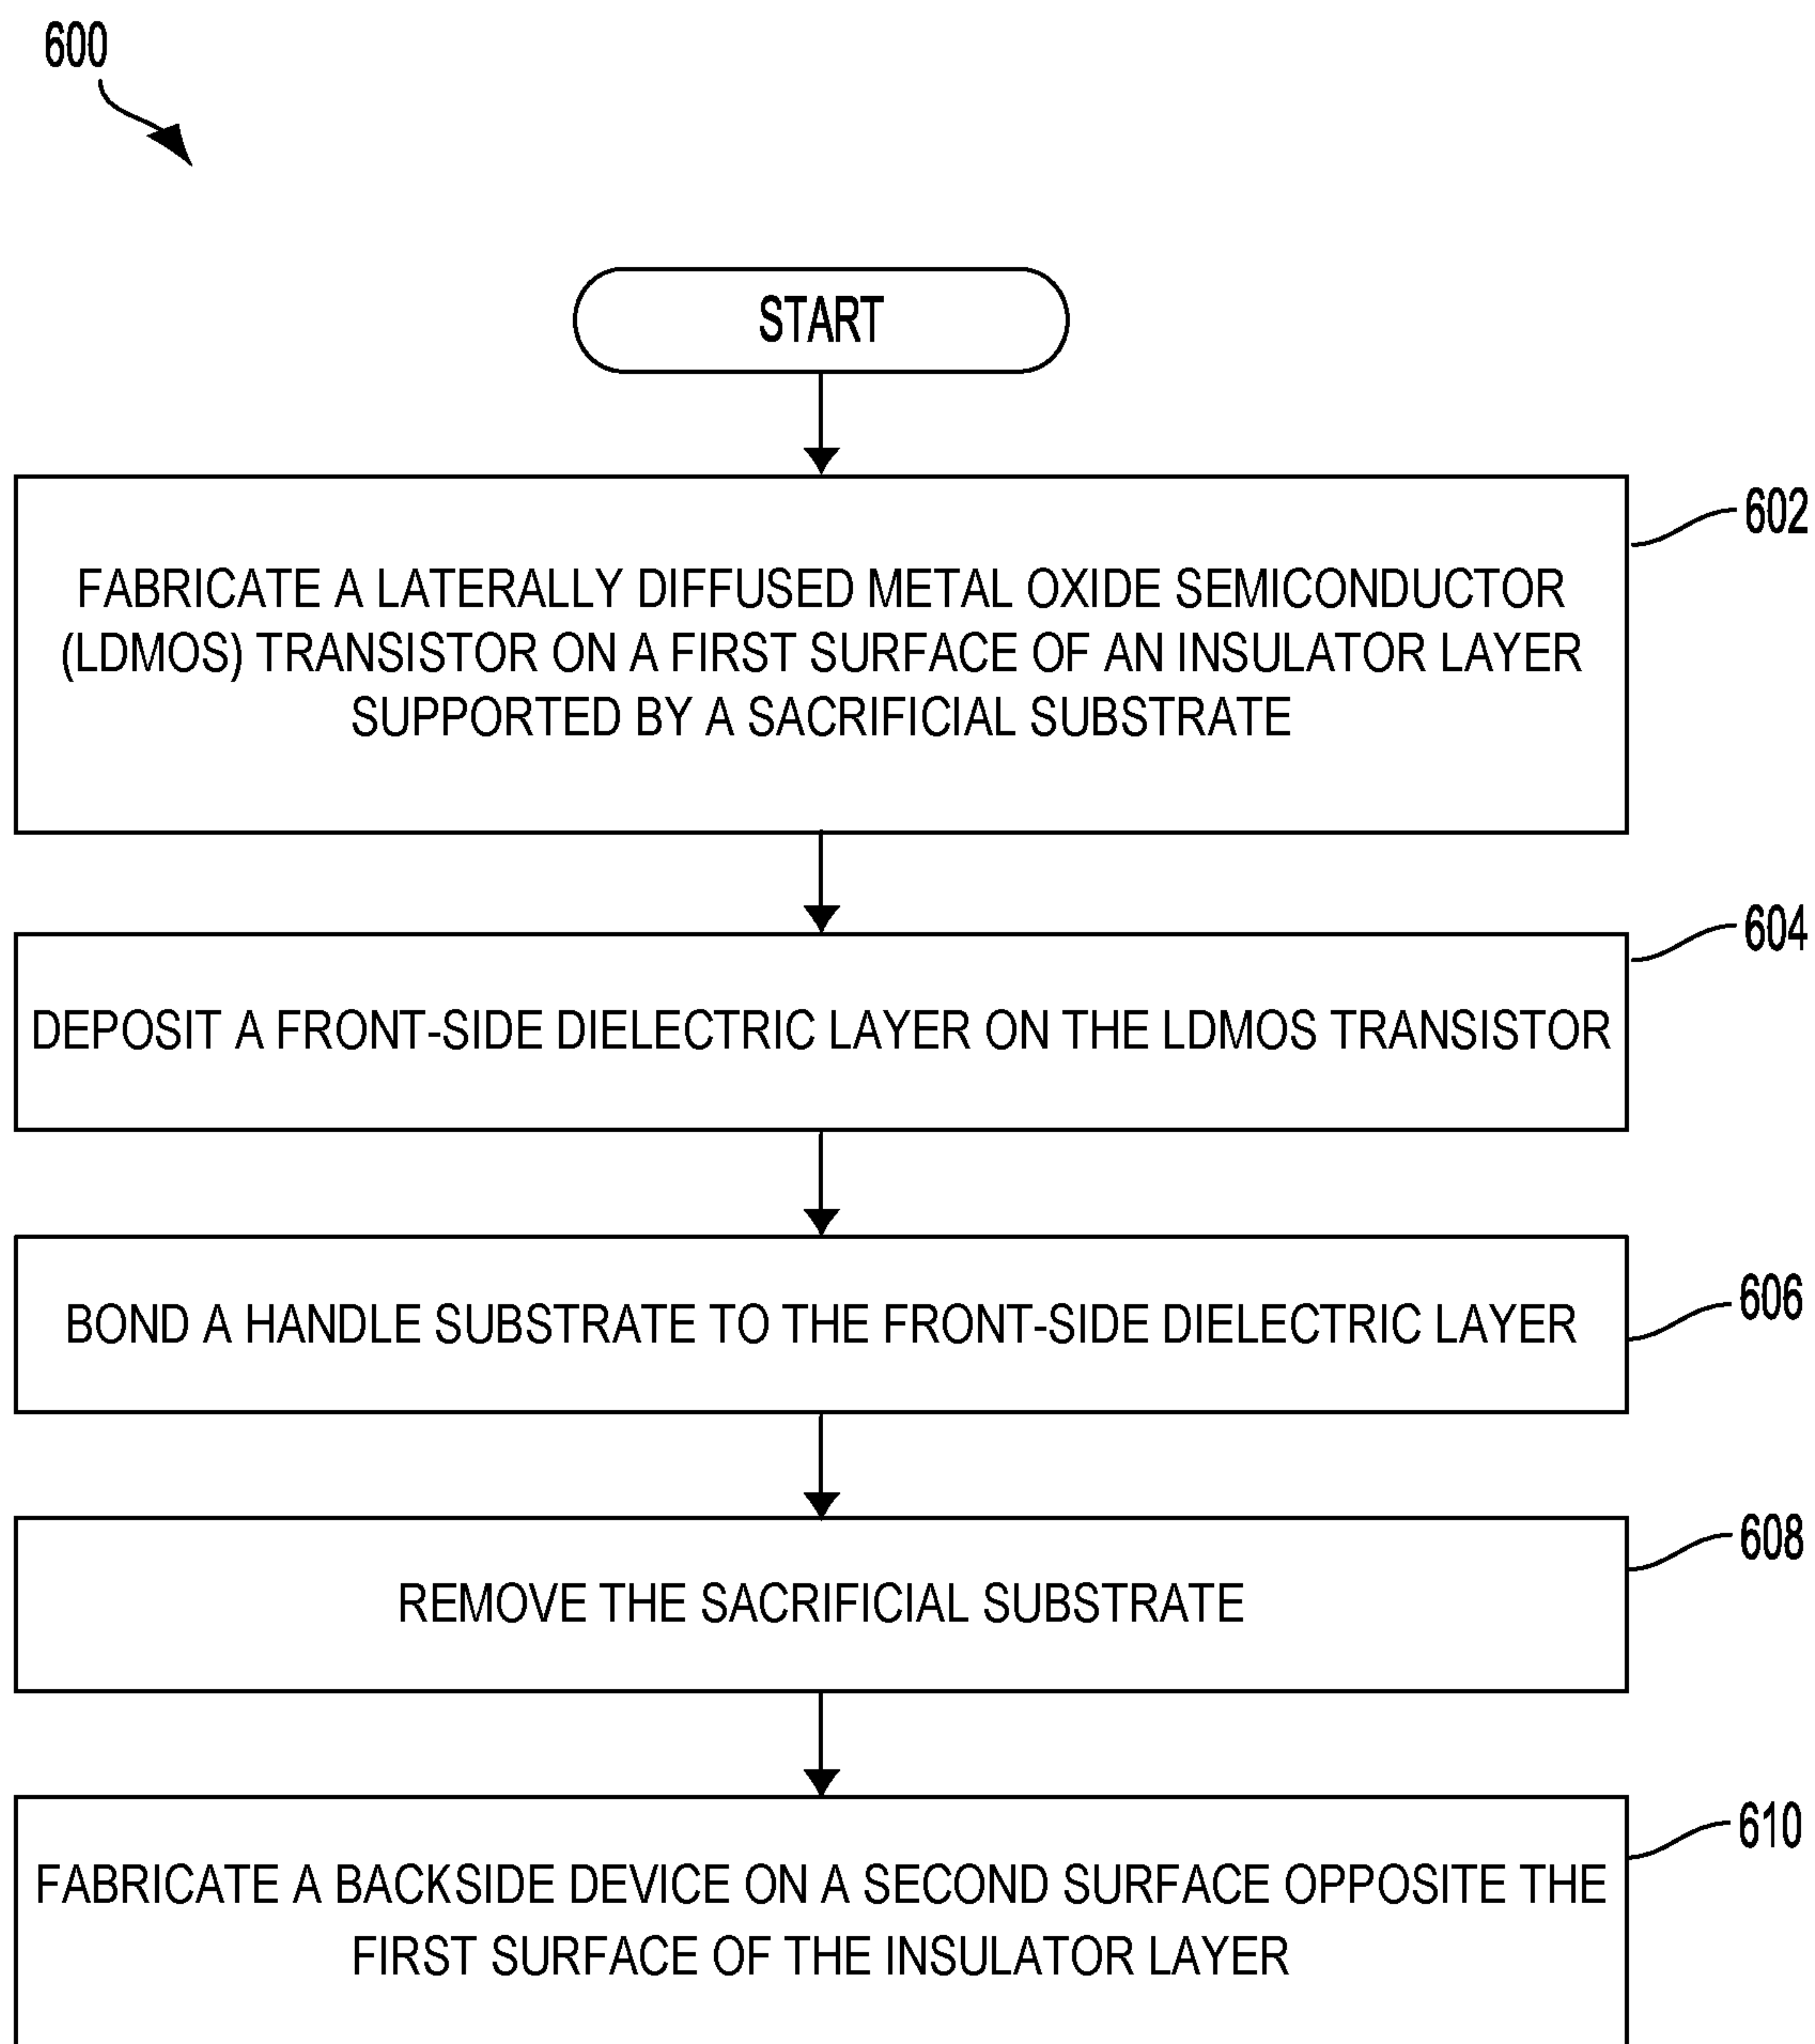 600
START
602
FABRICATE A LATERALLY DIFFUSED METAL OXIDE SEMICONDUCTOR
(LDMOS) TRANSISTOR ON A FIRST SURFACE OF AN INSULATOR LAYER
SUPPORTED BY A SACRIFICIAL SUBSTRATE
604
DEPOSIT A FRONT-SIDE DIELECTRIC LAYER ON THE LDMOS TRANSISTOR
606
BOND A HANDLE SUBSTRATE TO THE FRONT-SIDE DIELECTRIC LAYER
608
REMOVE THE SACRIFICIAL SUBSTRATE
610
FABRICATE A BACKSIDE DEVICE ON A SECOND SURFACE OPPOSITE THE
FIRST SURFACE OF THE INSULATOR LAYER